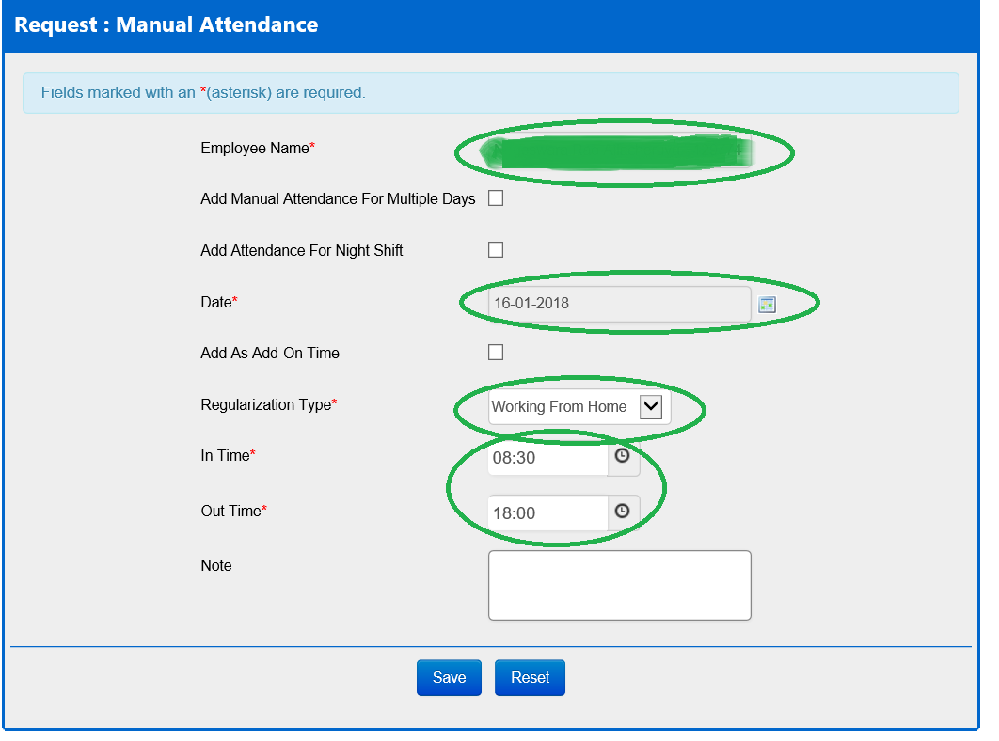 Request : Manual Attendance
Fields marked with an *(asterisk) are required.
Employee Name*
Add Manual Attendance For Multiple Days
Add Attendance For Night Shift
Date* 16-01-2018
Add As Add-On Time
Regularization Type* Working From Home
In Time* 08:30
Out Time* 18:00
Note
Save Reset